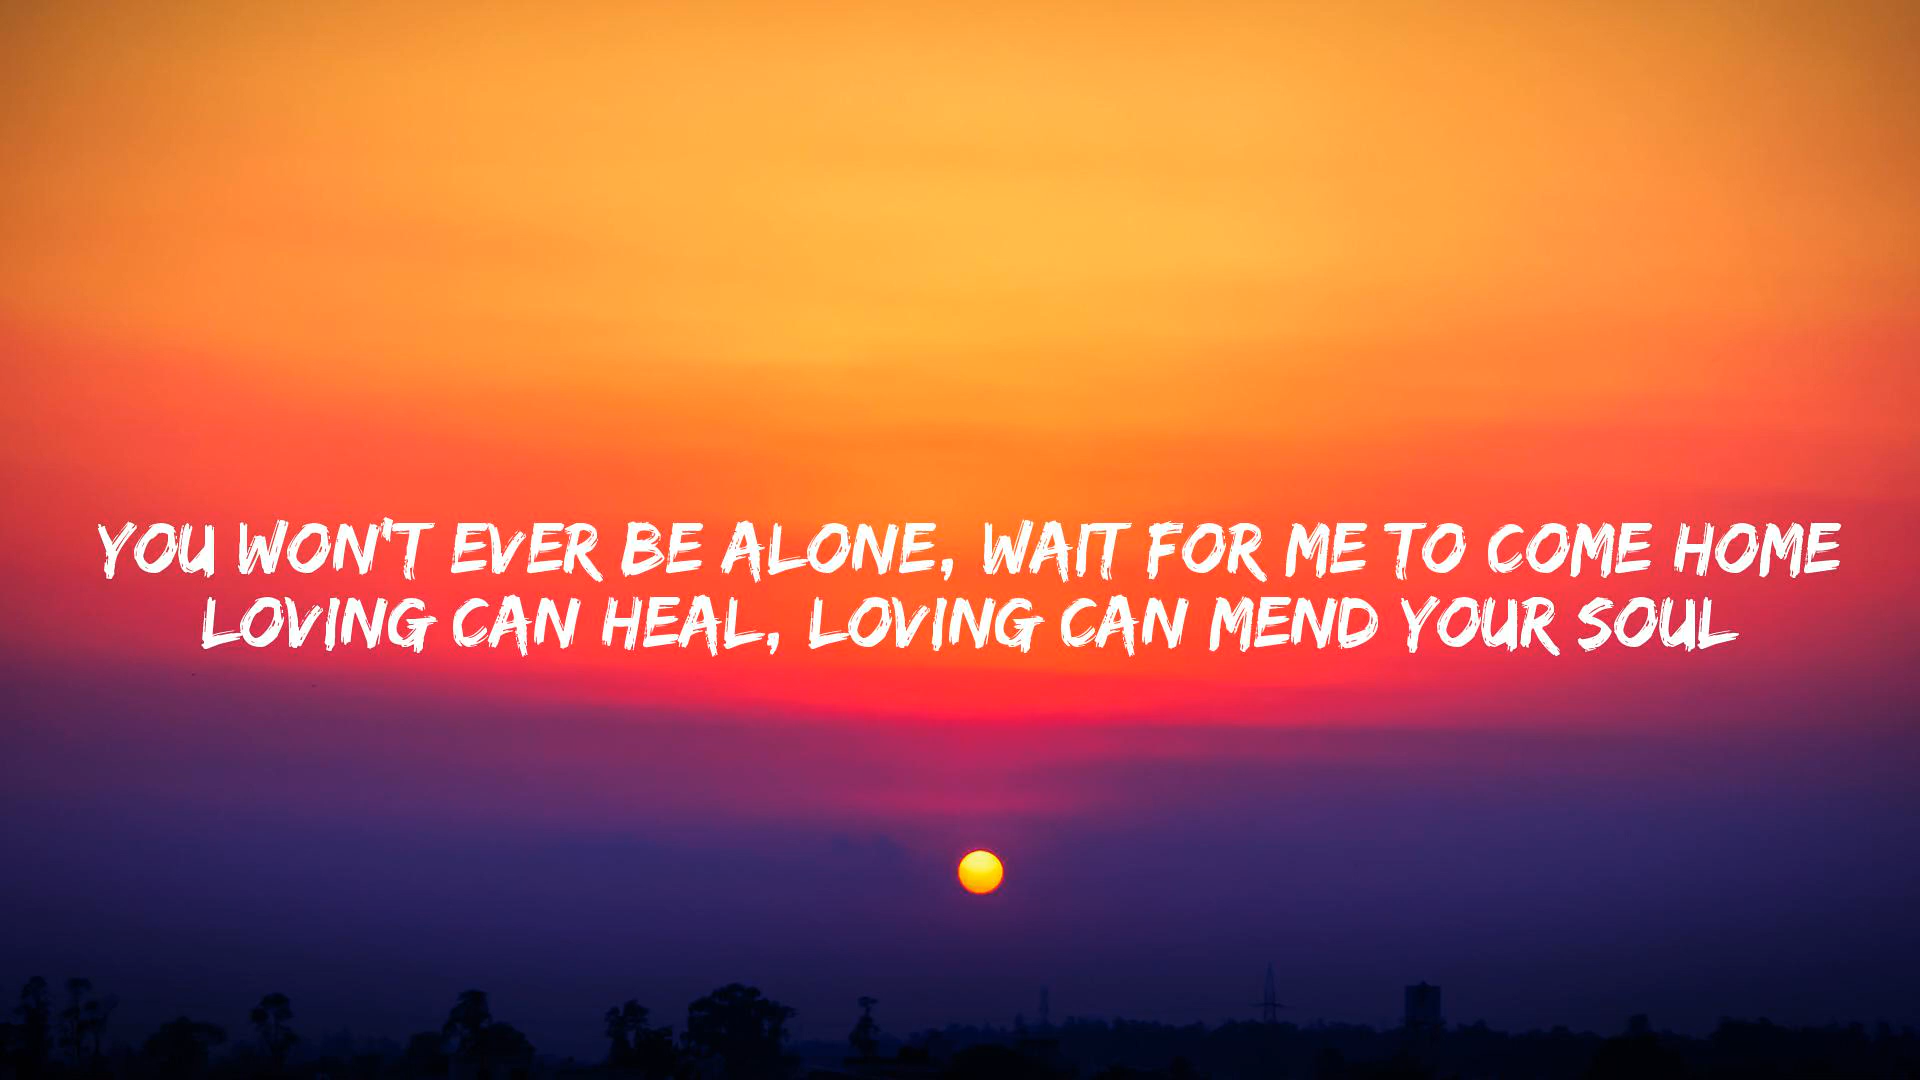 YOU WON'T EVER BE ALONE, WAIT FOR ME TO COME HOME
LOVING CAN HEAL, LOVING CAN MEND YOUR SOUL